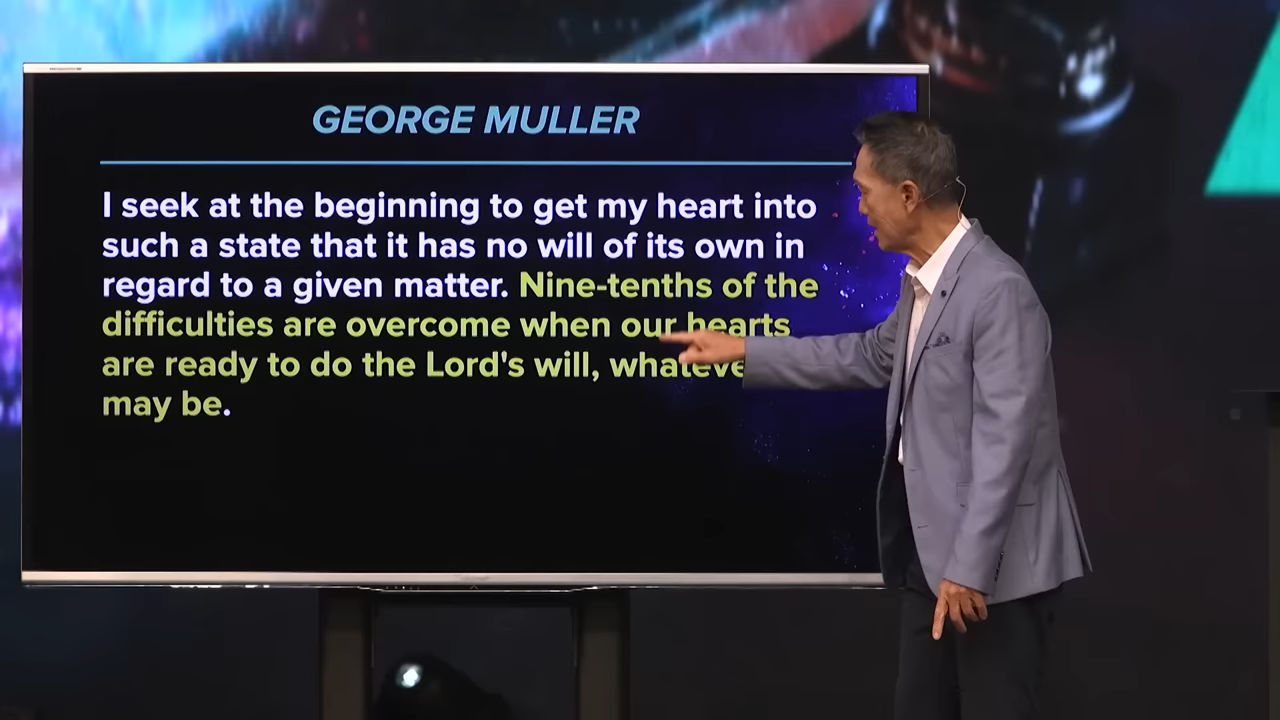 GEORGE MULLER
I seek at the beginning to get my heart into
such a state that it has no will of its own in
regard to a given matter. Nine-tenths of the
difficulties are overcome when our hearts
are ready to do the Lord's will,
may be.